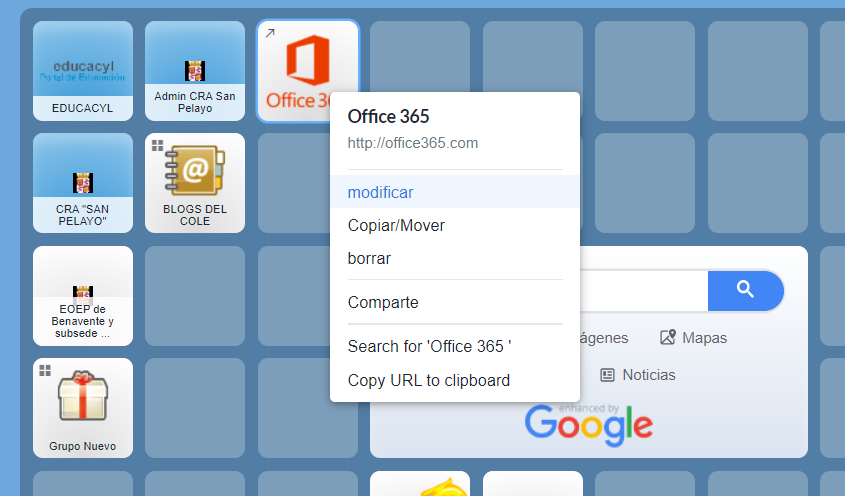 educacyl
Portal de Educación
EDUCACYL
Admin CRA San
Pelayo
Office 36
Office 365
http://office365.com
modificar
Copiar/Mover
borrar
Comparte
Search for 'Office 365 '
Copy URL to clipboard
CRA "SAN
PELAYO"
@
BLOGS DEL
COLE
EOEP de
Benavente y
subsede ...
Grupo Nuevo
ágenes
Mapas
Noticias
enhanced by
Google